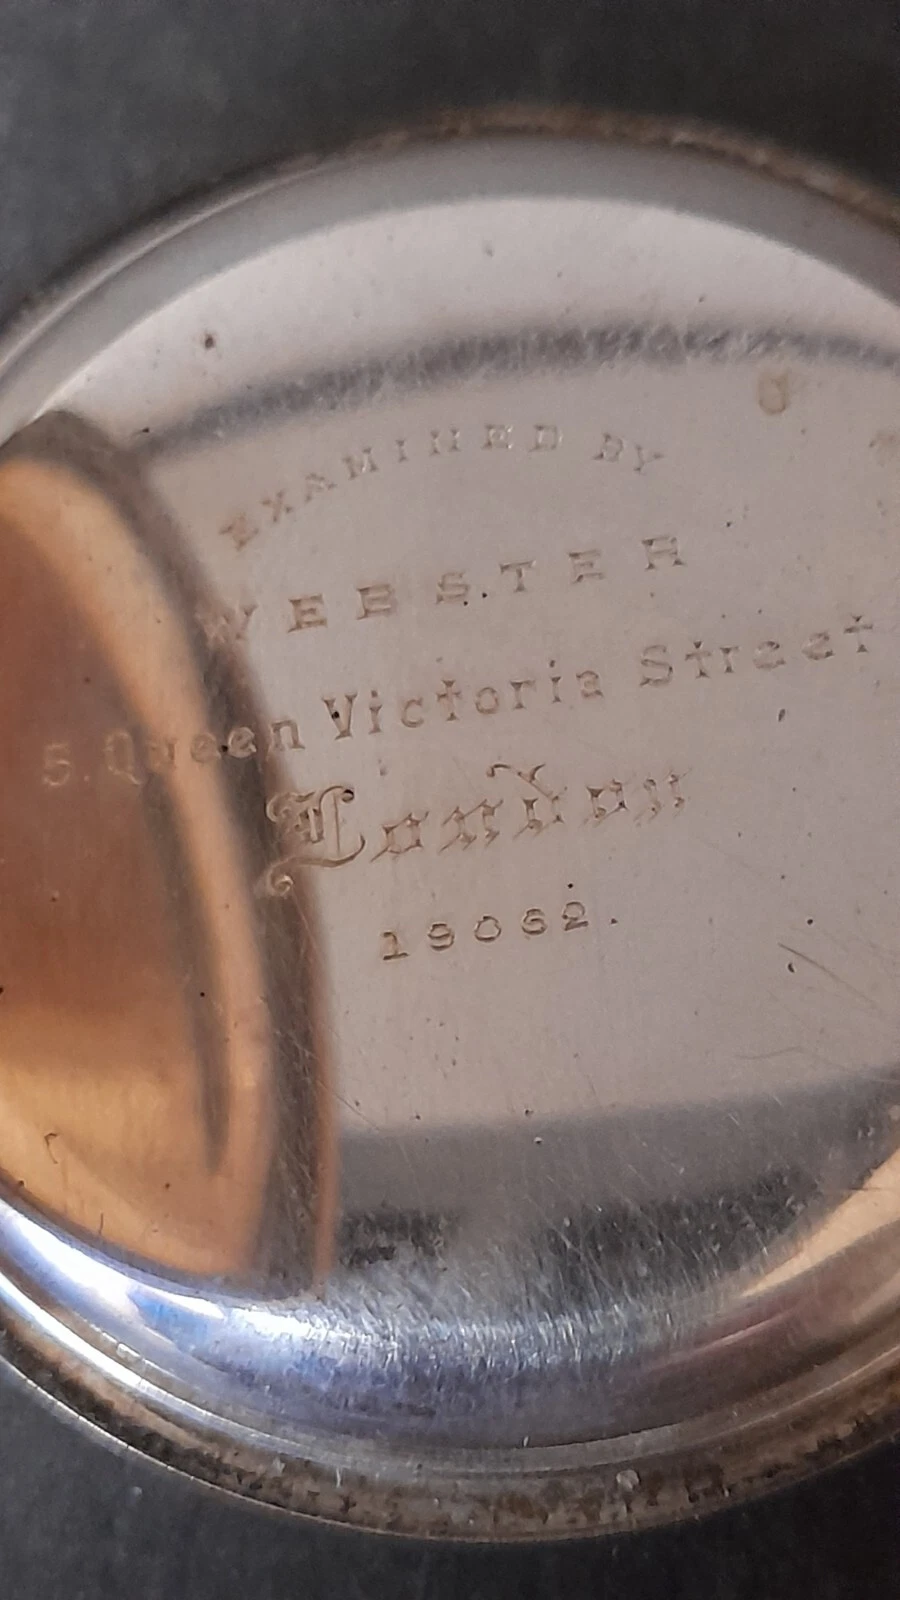 EXAMINED BY
WEBSTER
5. Queen Victoria Street
London
19062.